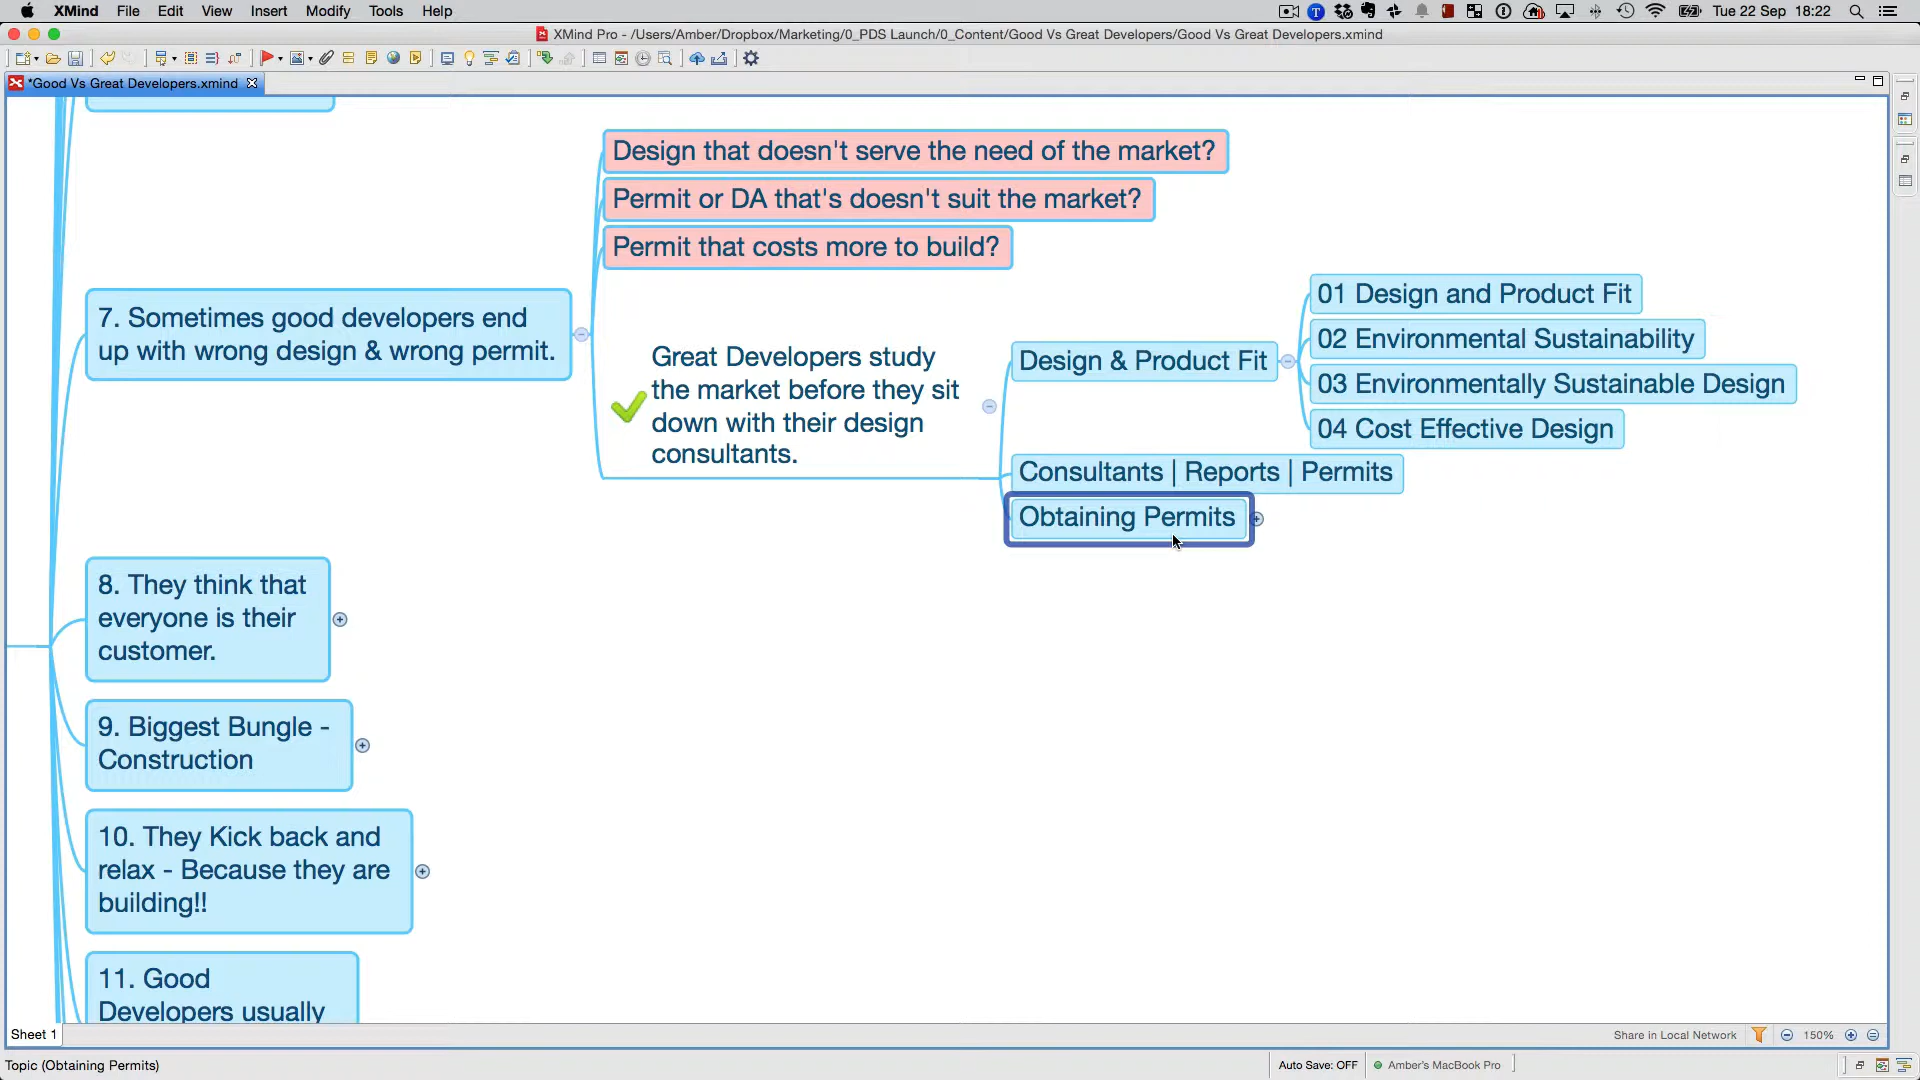 XMind File Edit View Insert Modify Tools Help
Tue 22 Sep 18:22
XMind Pro - /Users/Amber/Dropbox/Marketing/0_PDS Launch/0_Content/Good Vs Great Developers/Good Vs Great Developers.xmind
*Good Vs Great Developers.xmind
Design that doesn't serve the need of the market?
Permit or DA that's doesn't suit the market?
Permit that costs more to build?
7. Sometimes good developers end
up with wrong design & wrong permit.
Great Developers study
the market before they sit
down with their design
consultants.
Design & Product Fit
01 Design and Product Fit
02 Environmental Sustainability
03 Environmentally Sustainable Design
04 Cost Effective Design
Consultants | Reports | Permits
Obtaining Permits
8. They think that
everyone is their
customer.
9. Biggest Bungle -
Construction
10. They Kick back and
relax - Because they are
building!!
11. Good
Developers usually
Sheet 1
Share in Local Network
150%
Topic (Obtaining Permits)
Auto Save: OFF
Amber's MacBook Pro